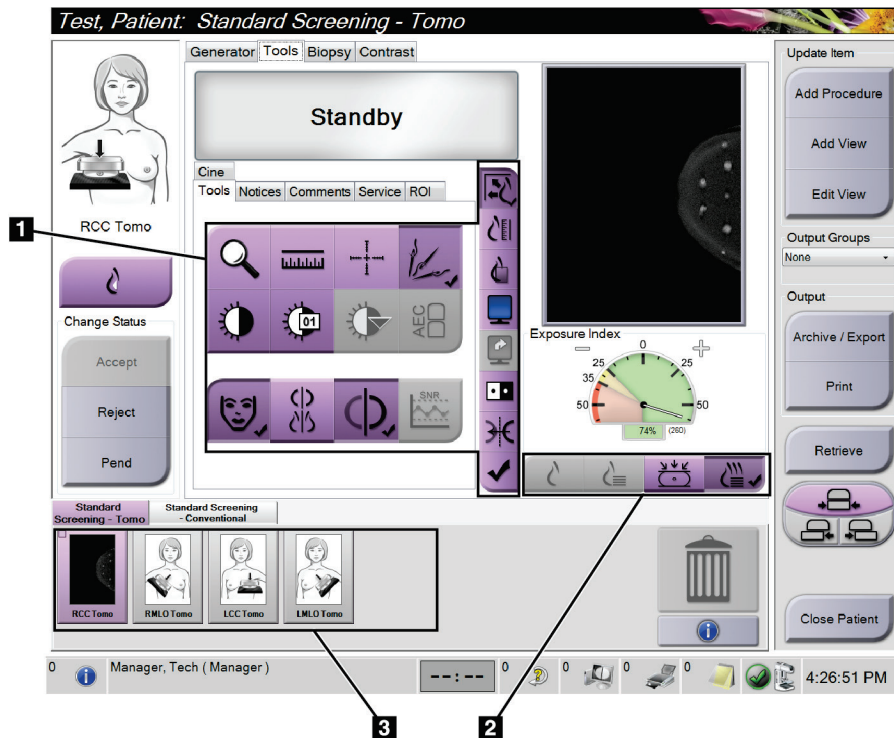 Test, Patient: Standard Screening - Tomo
Generator Tools Biopsy Contrast
Standby
Cine
Tools Notices Comments Service ROI
RCC Tomo
1
01
AEC
SNR
Change Status
Accept
Reject
Pend
Exposure Index
0
25 25
35
50 50
74% (260)
Update Item
Add Procedure
Add View
Edit View
Output Groups
None
Output
Archive / Export
Print
Retrieve
Close Patient
Standard
Screening - Tomo
Standard Screening
- Conventional
RCC Tomo RMLO Tomo LCC Tomo LMLO Tomo
0 Manager, Tech ( Manager ) --:-- 0 0 0 0 4:26:51 PM
3 2